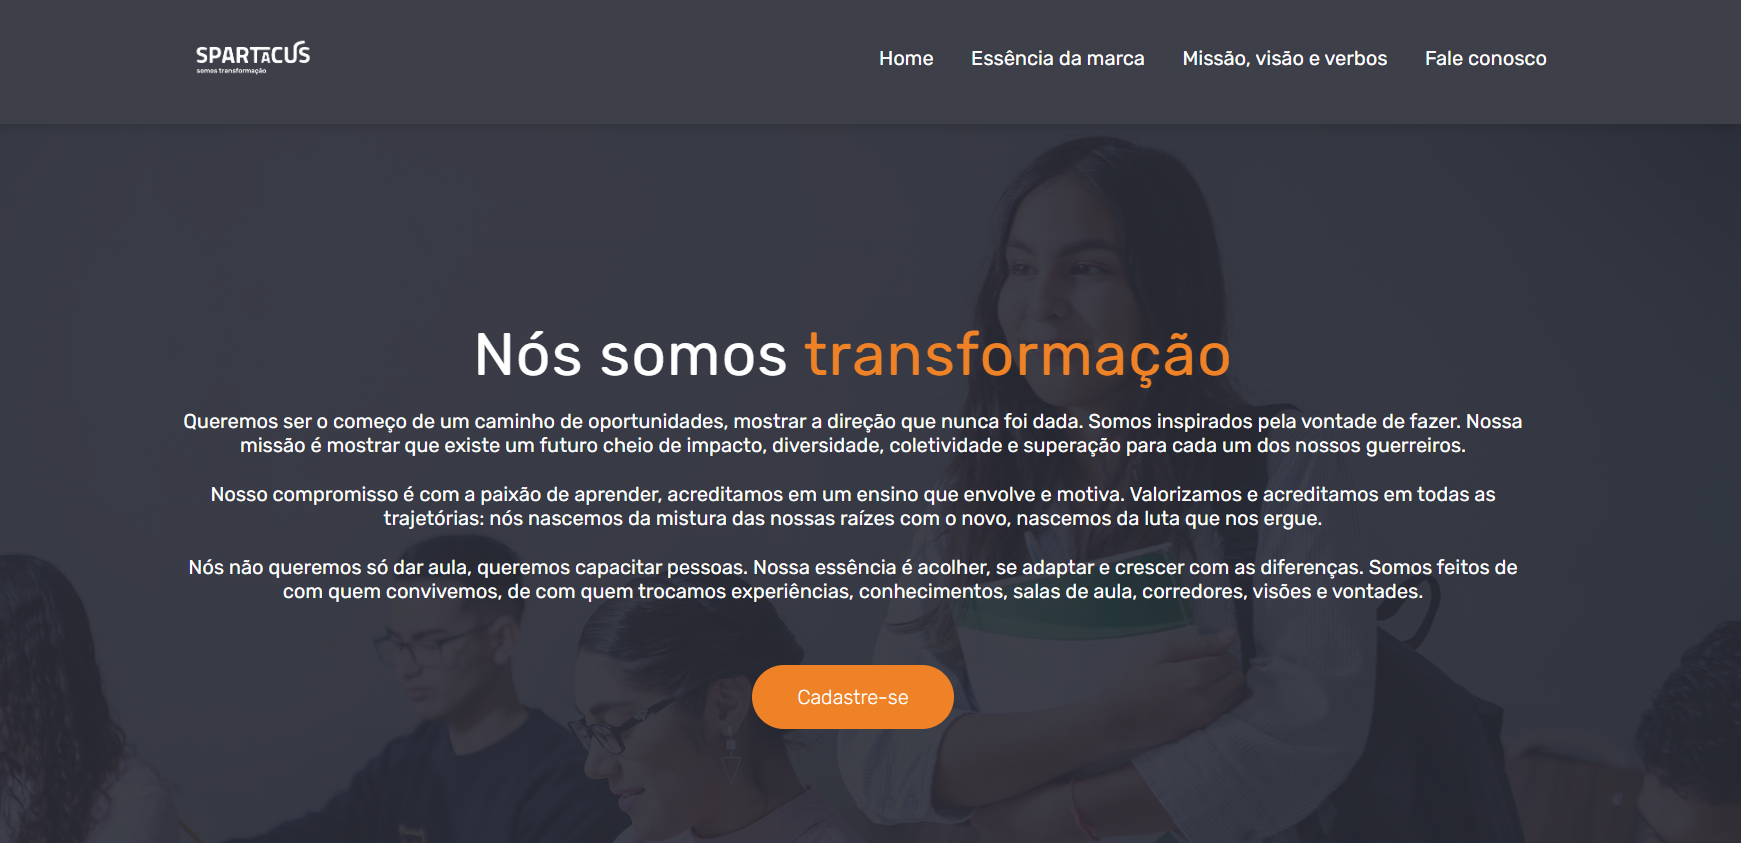 SPARTACUS
somos transformação
Home
Essência da marca
Missão, visão e verbos
Fale conosco
Nós somos transformação
Queremos ser o começo de um caminho de oportunidades, mostrar a direção que nunca foi dada. Somos inspirados pela vontade de fazer. Nossa
missão é mostrar que existe um futuro cheio de impacto, diversidade, coletividade e superação para cada um dos nossos guerreiros.
Nosso compromisso é com a paixão de aprender, acreditamos em um ensino que envolve e motiva. Valorizamos e acreditamos em todas as
trajetórias: nós nascemos da mistura das nossas raízes com o novo, nascemos da luta que nos ergue.
Nós não queremos só dar aula, queremos capacitar pessoas. Nossa essência é acolher, se adaptar e crescer com as diferenças. Somos feitos de
com quem convivemos, de com quem trocamos experiências, conhecimentos, salas de aula, corredores, visões e vontades.
Cadastre-se